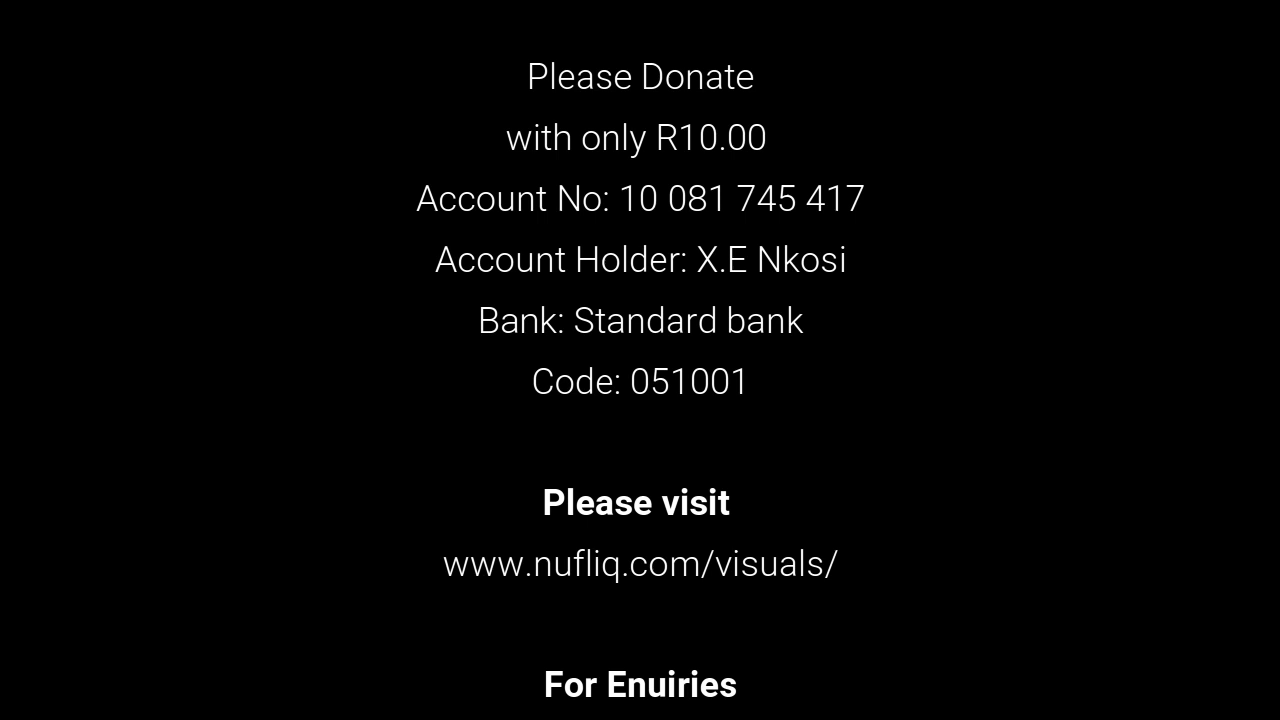 Please Donate
with only R10.00
Account No: 10 081 745 417
Account Holder: X.E Nkosi
Bank: Standard bank
Code: 051001
Please visit
www.nufliq.com/visuals/
For Enuiries